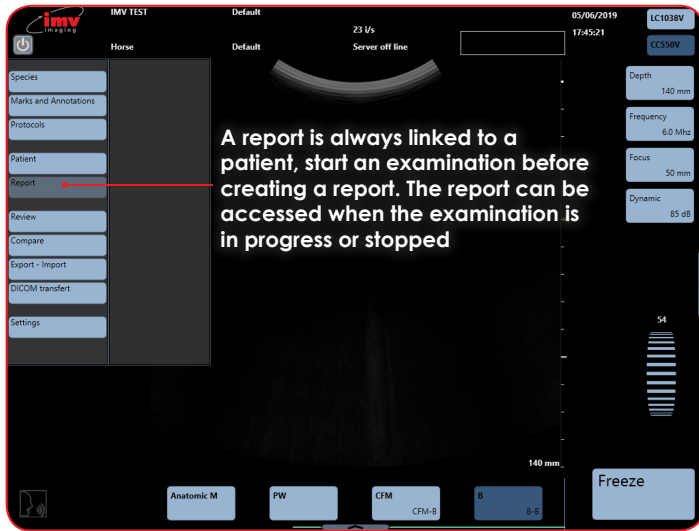 imv
imaging
IMV TEST
Default
05/06/2019
LC1038V
23 i/s
17:45:21
Horse
Default
Server off line
CC550V
Species
Marks and Annotations
Protocols
Patient
Report
Review
Compare
Export - Import
DICOM transfert
Settings
A report is always linked to a
patient, start an examination before
creating a report. The report can be
accessed when the examination is
in progress or stopped
Depth
140 mm
Frequency
6.0 Mhz
Focus
50 mm
Dynamic
85 dB
54
140 mm
Anatomic M
PW
CFM
CFM-B
B
B-B
Freeze